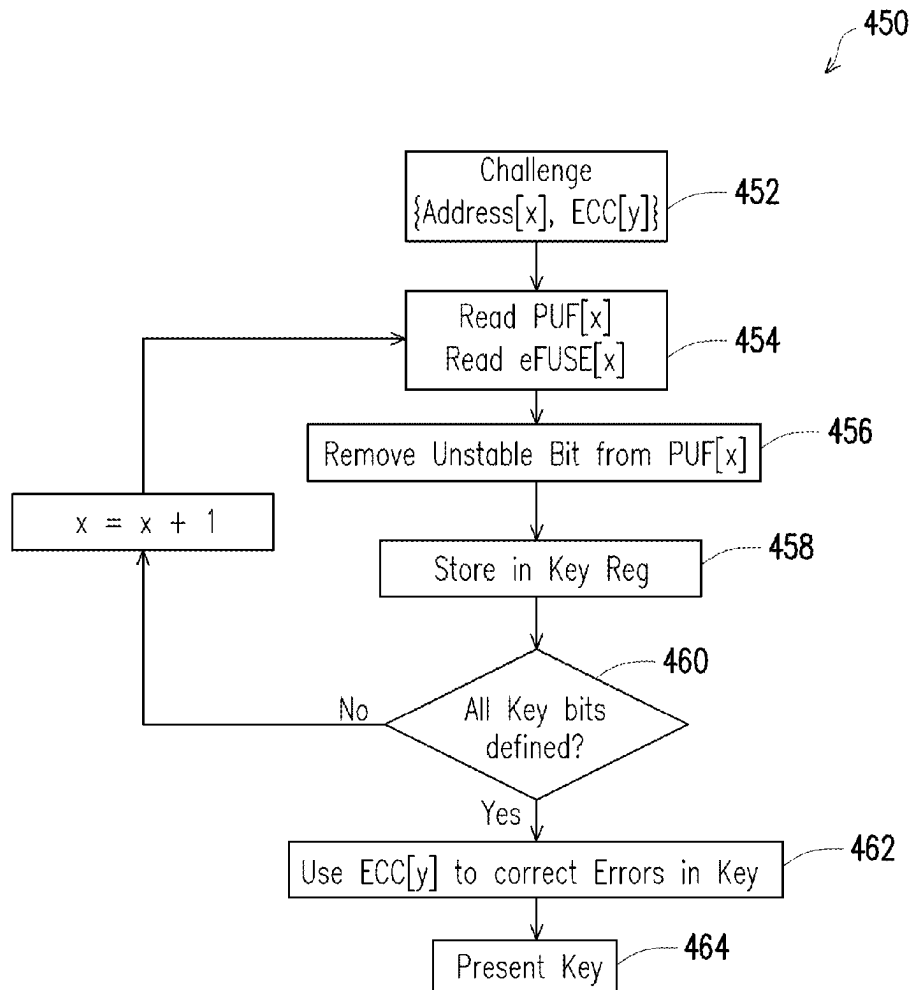 450
Challenge
{Address[x], ECC[y]}
452
Read PUF[x]
Read eFUSE[x]
454
Remove Unstable Bit from PUF[x]
456
x = x + 1
Store in Key Reg
458
460
All Key bits
defined?
No
Yes
Use ECC[y] to correct Errors in Key
462
Present Key
464